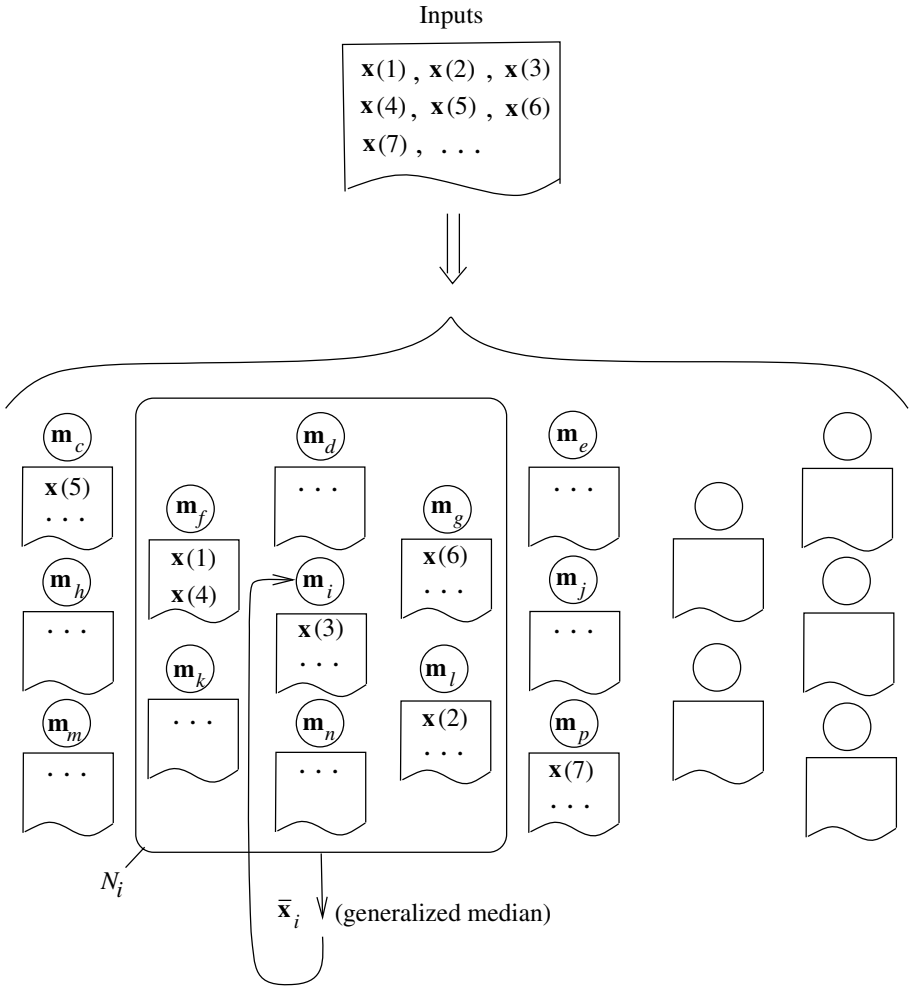 Inputs
x(1) , x(2) , x(3)
x(4) , x(5) , x(6)
x(7) , . . .
m_c
x(5)
. . .
m_h
. . .
m_m
. . .
m_f
x(1)
x(4)
m_k
. . .
m_d
. . .
m_i
x(3)
. . .
m_n
. . .
m_g
x(6)
. . .
m_l
x(2)
. . .
m_e
. . .
m_j
. . .
m_p
x(7)
. . .
N_i
x̄_i (generalized median)